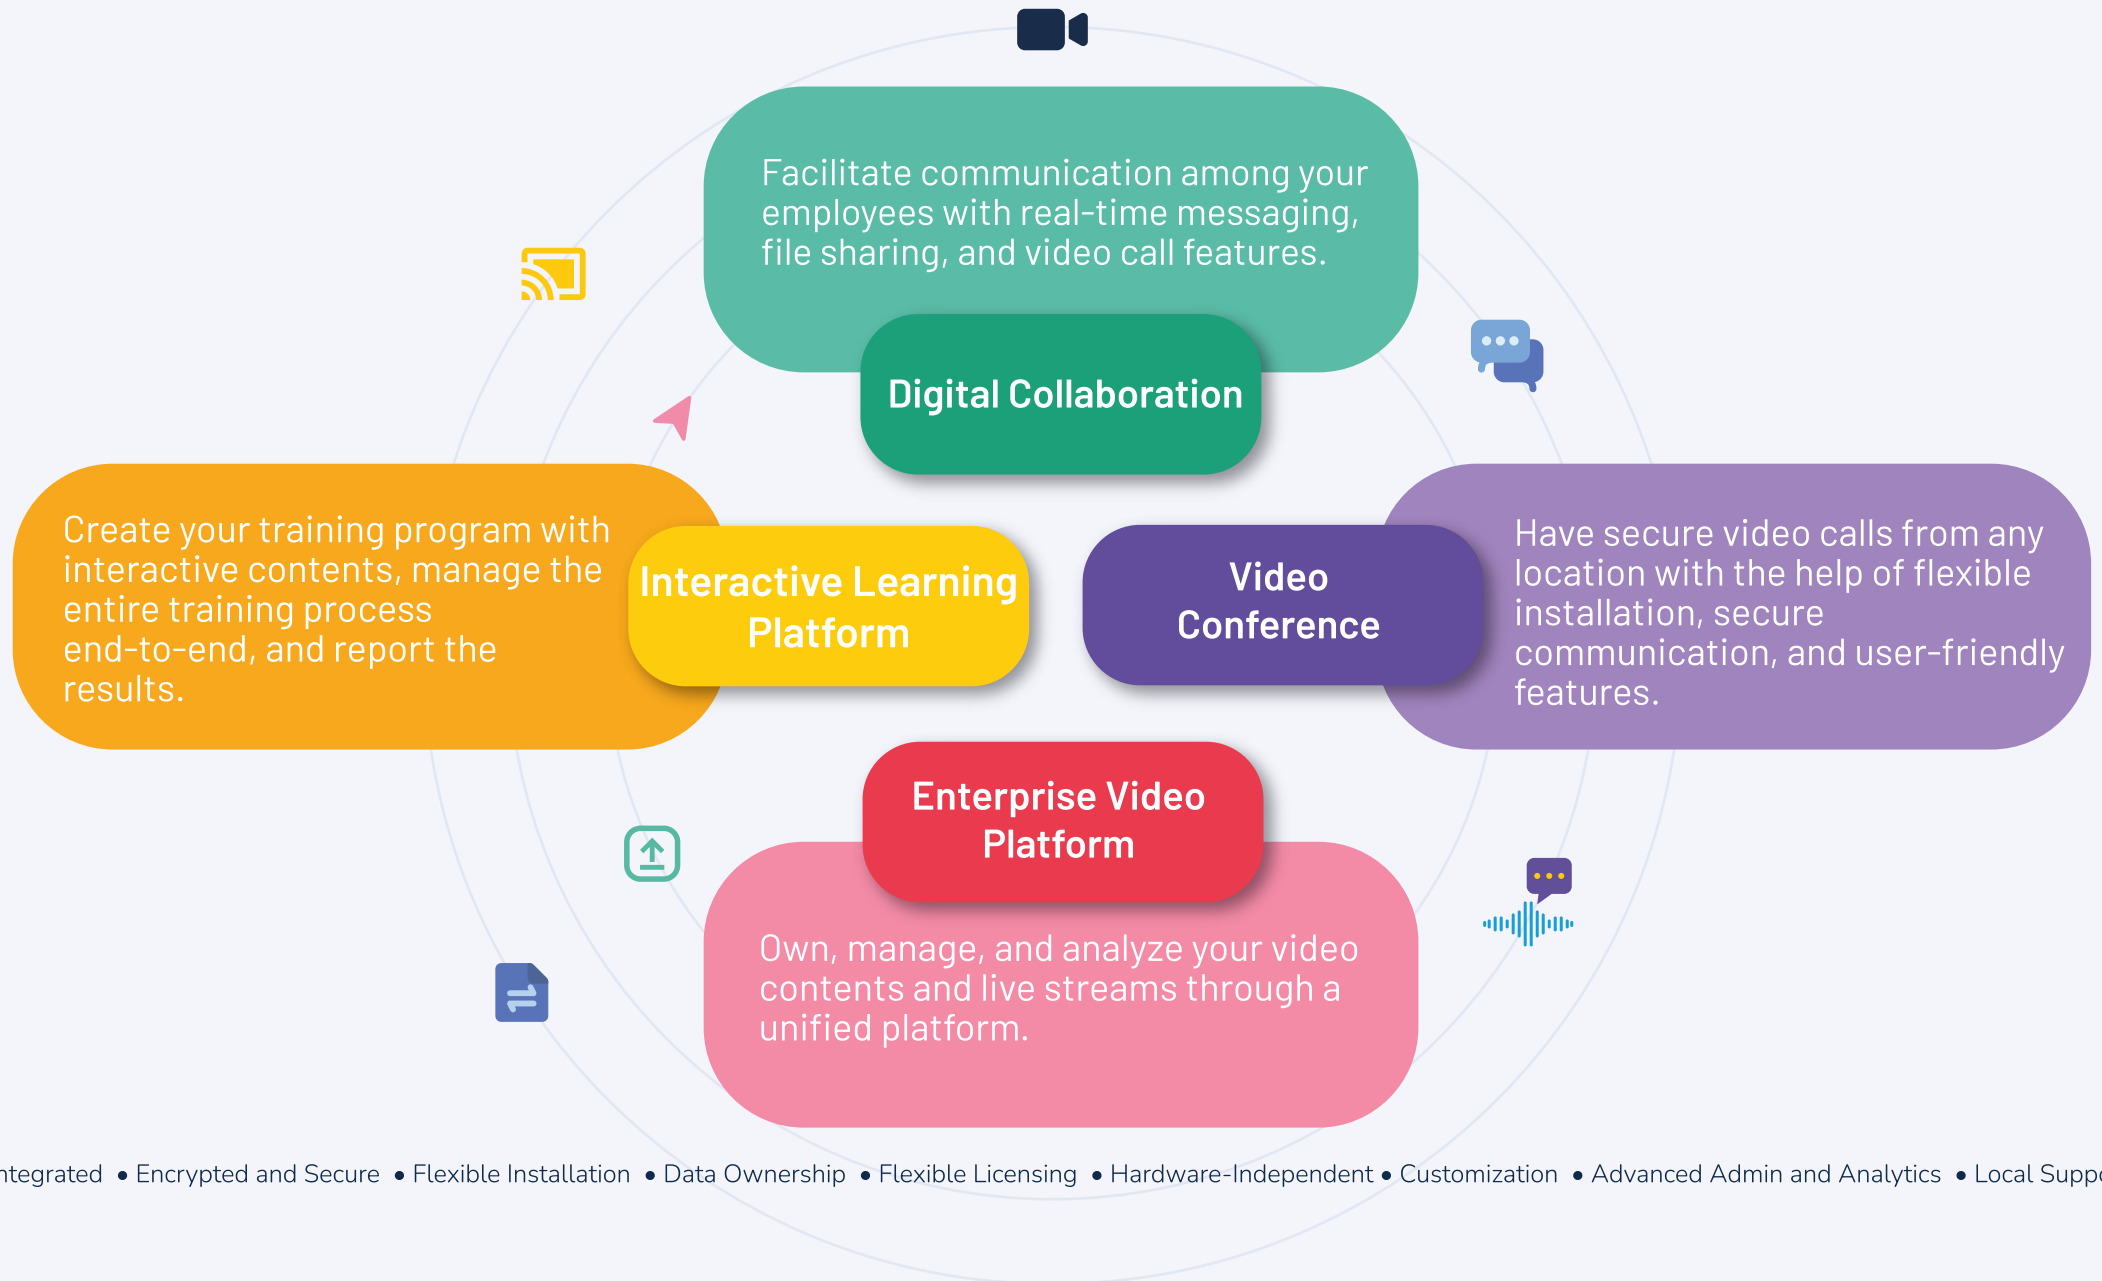 Facilitate communication among your
employees with real-time messaging,
file sharing, and video call features.
Digital Collaboration
Create your training program with
interactive contents, manage the
entire training process
end-to-end, and report the
results.
Interactive Learning
Platform
Video
Conference
Have secure video calls from any
location with the help of flexible
installation, secure
communication, and user-friendly
features.
Enterprise Video
Platform
Own, manage, and analyze your video
contents and live streams through a
unified platform.
ntegrated • Encrypted and Secure • Flexible Installation • Data Ownership • Flexible Licensing • Hardware-Independent • Customization • Advanced Admin and Analytics • Local Supp